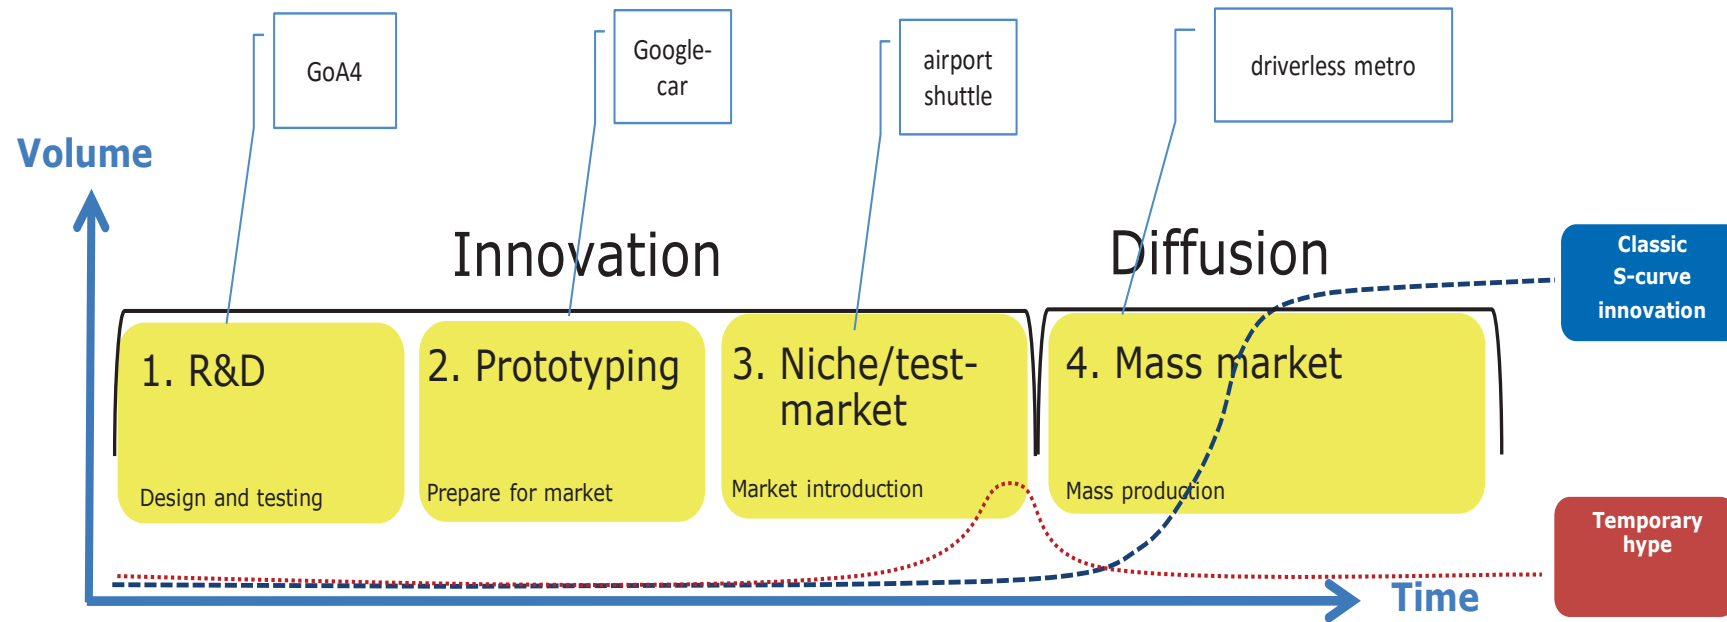 GoA4
Google-
car
airport
shuttle
driverless metro
Volume
Innovation
Diffusion
Classic
S-curve
innovation
1. R&D
Design and testing
2. Prototyping
Prepare for market
3. Niche/test-
market
Market introduction
4. Mass market
Mass production
Temporary
hype
Time